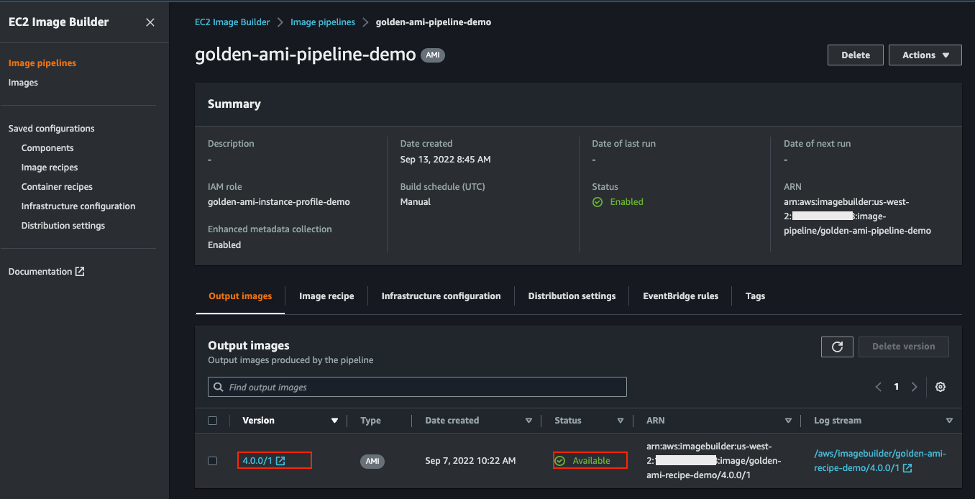 EC2 Image Builder
Image pipelines
Images
Saved configurations
Components
Image recipes
Container recipes
Infrastructure configuration
Distribution settings
Documentation
EC2 Image Builder > Image pipelines > golden-ami-pipeline-demo
golden-ami-pipeline-demo AMI
Delete
Actions
Summary
Description
-
IAM role
golden-ami-instance-profile-demo
Enhanced metadata collection
Enabled
Date created
Sep 13, 2022 8:45 AM
Build schedule (UTC)
Manual
Date of last run
-
Status
Enabled
Date of next run
-
ARN
arn:aws:imagebuilder:us-west-
2: :image-
pipeline/golden-ami-pipeline-demo
Output images
Image recipe
Infrastructure configuration
Distribution settings
EventBridge rules
Tags
Output images
Output images produced by the pipeline
Delete version
Find output images
1
Version Type Date created Status ARN Log stream
4.0.0/1
AMI
Sep 7, 2022 10:22 AM
Available
arn:aws:imagebuilder:us-west-
2: :image/golden-
ami-recipe-demo/4.0.0/1
/aws/imagebuilder/golden-ami-
recipe-demo/4.0.0/1